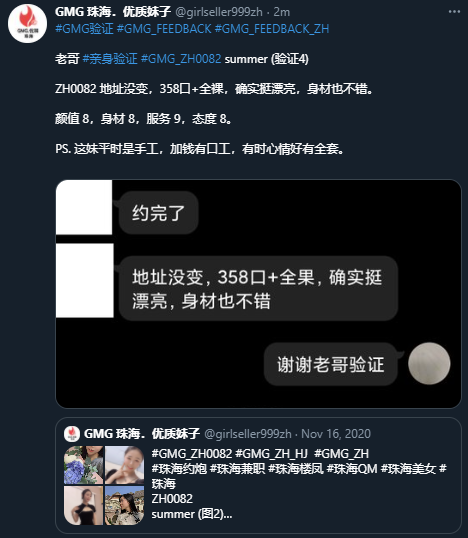 GMG 珠海．优质妹子 @girlseller999zh · 2m
#GMG验证 #GMG_FEEDBACK #GMG_FEEDBACK_ZH
老哥 #亲身验证 #GMG_ZH0082 summer (验证4)
ZH0082 地址没变，358口+全裸，确实挺漂亮，身材也不错。
颜值 8，身材 8，服务 9，态度 8。
PS. 这妹平时是手工，加钱有口工，有时心情好有全套。
约完了
地址没变，358口+全果，确实挺
漂亮，身材也不错
谢谢老哥验证
GMG 珠海．优质妹子 @girlseller999zh · Nov 16, 2020
#GMG_ZH0082 #GMG_ZH_HJ #GMG_ZH
#珠海约炮 #珠海兼职 #珠海楼凤 #珠海QM #珠海美女 #
珠海
ZH0082
summer (图2)...